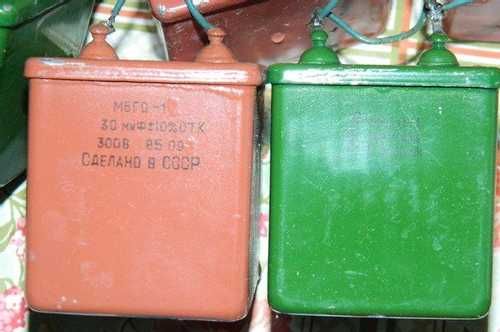 МБГО-1
30 мкФ±10% ОТК
300В 85 09
СДЕЛАНО В СССР